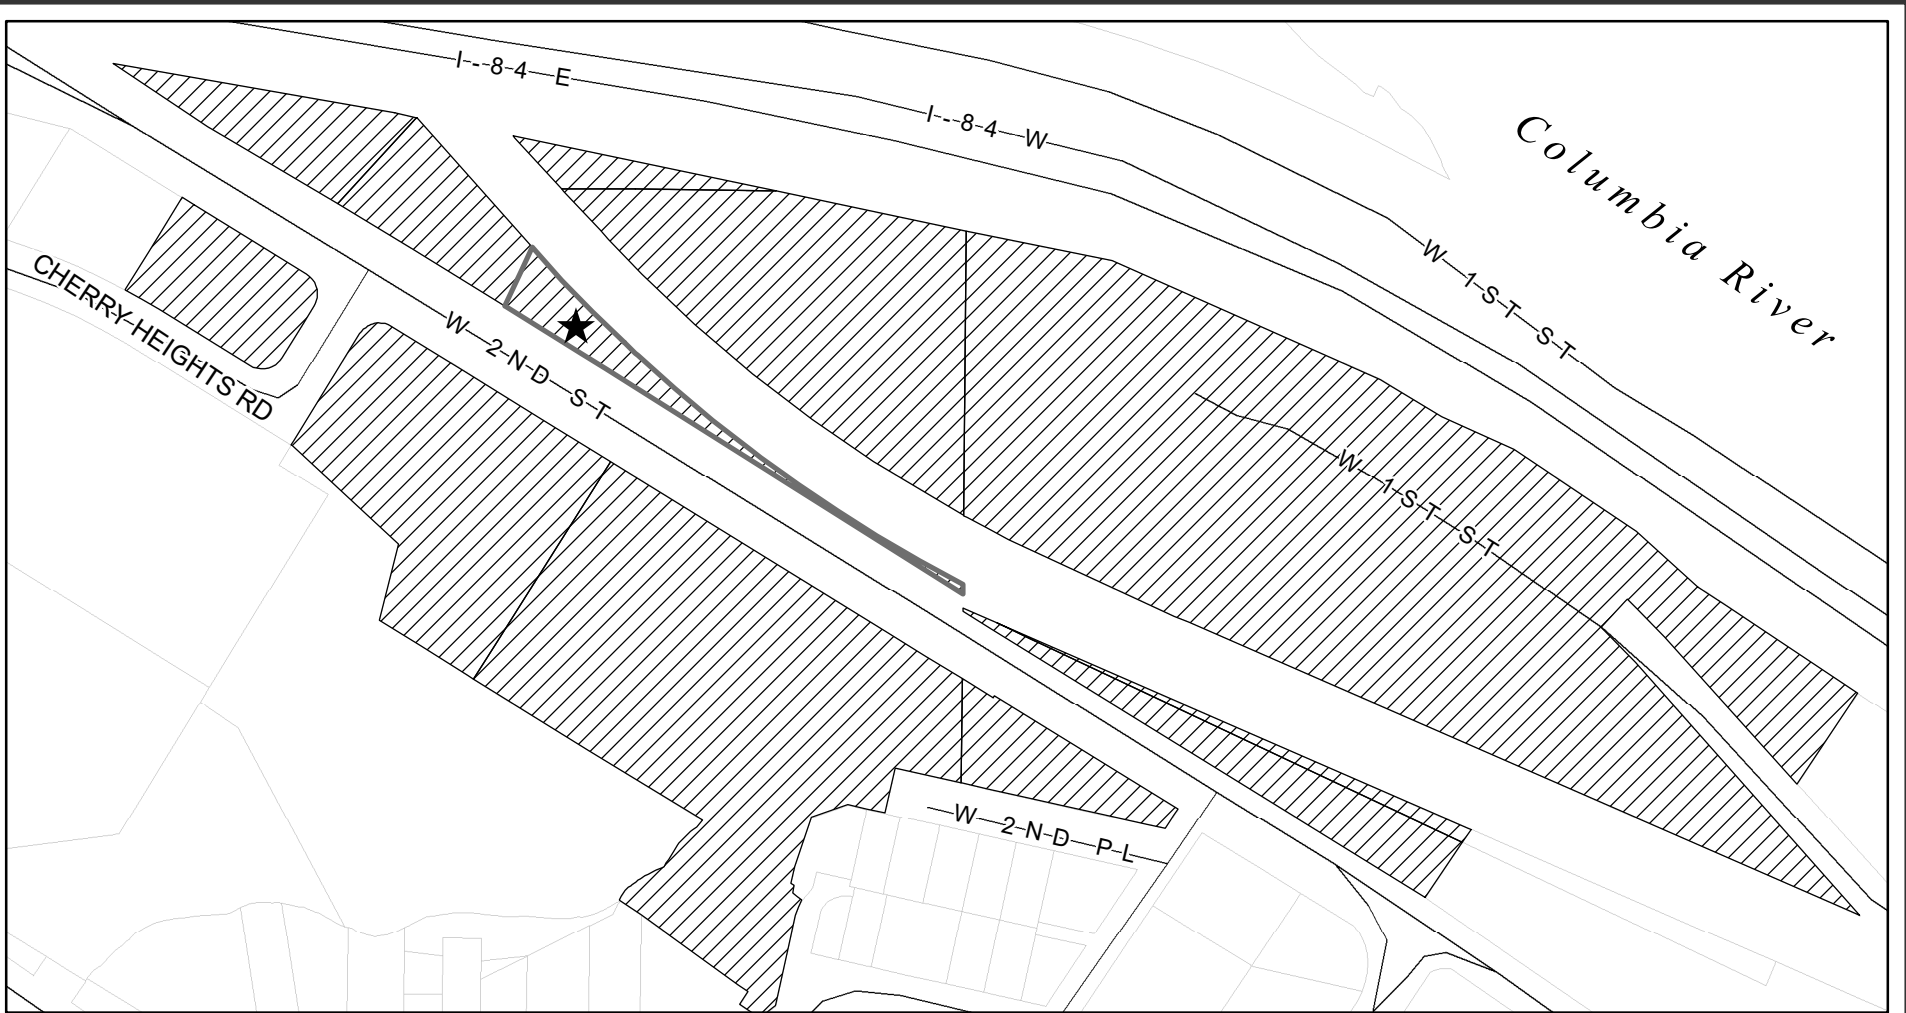 I-84 E
I-84 W
Columbia River
W 1ST ST
CHERRY HEIGHTS RD
W 2ND ST
W 1ST ST
W 2ND PL